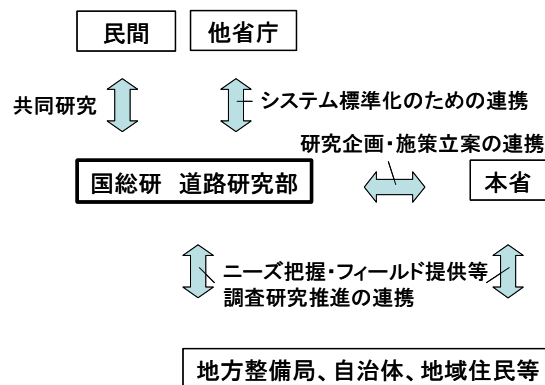 民間
他省庁
共同研究
システム標準化のための連携
研究企画・施策立案の連携
国総研　道路研究部
本省
ニーズ把握・フィールド提供等
調査研究推進の連携
地方整備局、自治体、地域住民等